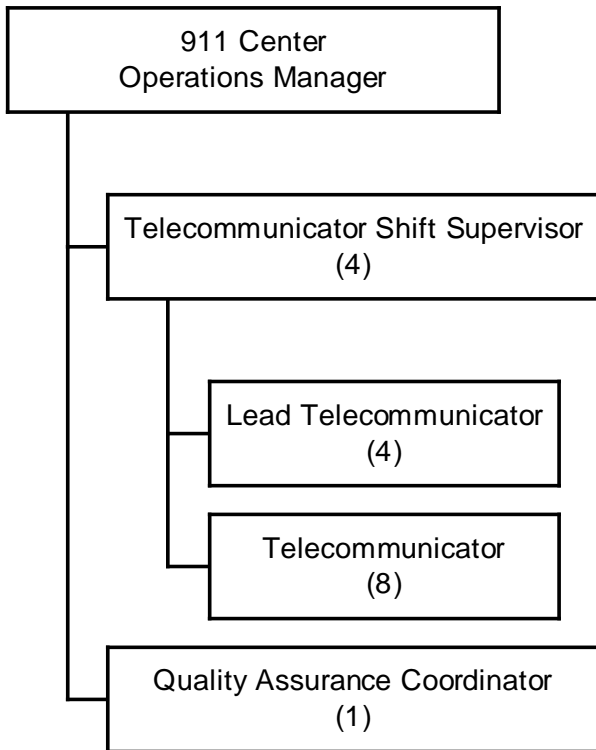 911 Center
Operations Manager
Telecommunicator Shift Supervisor
(4)
Lead Telecommunicator
(4)
Telecommunicator
(8)
Quality Assurance Coordinator
(1)